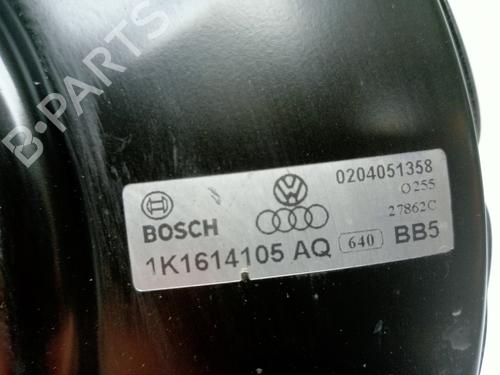 B-PARTS
BOSCH
0204051358
O255
27862C
1K1614105 AQ 640 BB5